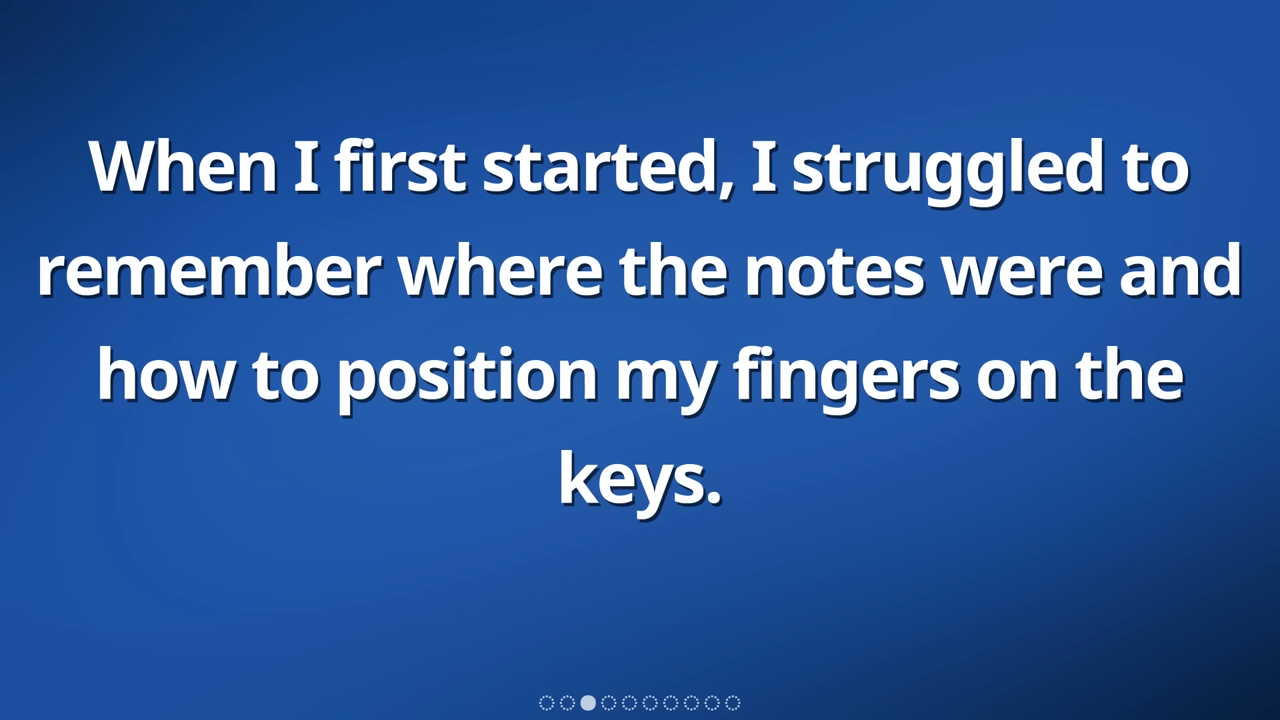 When I first started, I struggled to
remember where the notes were and
how to position my fingers on the
keys.